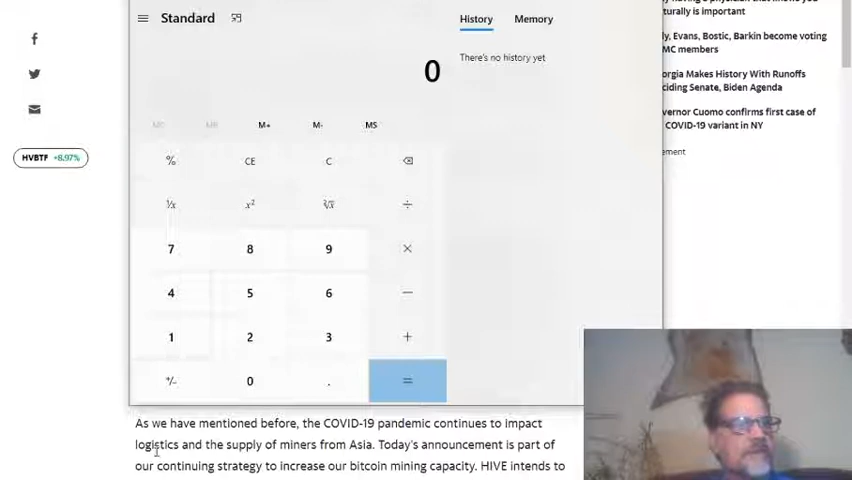 HVBTF +8.97%
Standard
0
MC MR M+ M- MS
% CE C
¹/x x² ²√x ÷
7 8 9 ×
4 5 6 −
1 2 3 +
+/- 0 . =
History Memory
There's no history yet
turally is important
ly, Evans, Bostic, Barkin become voting
MC members
orgia Makes History With Runoffs
ciding Senate, Biden Agenda
vernor Cuomo confirms first case of
COVID-19 variant in NY
ement
As we have mentioned before, the COVID-19 pandemic continues to impact
logistics and the supply of miners from Asia. Today's announcement is part of
our continuing strategy to increase our bitcoin mining capacity. HIVE intends to